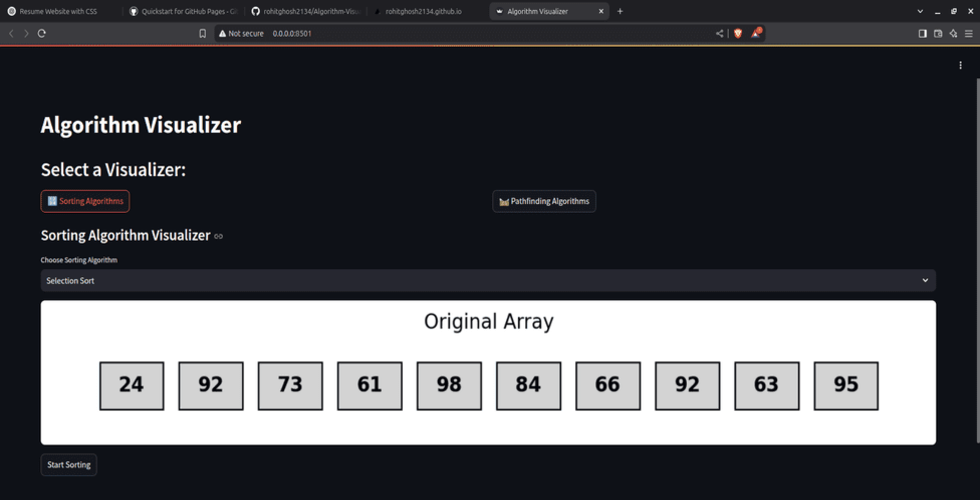 Resume Website with CSS
Quickstart for GitHub Pages - Gi
rohitghosh2134/Algorithm-Visu
rohitghosh2134.github.io
Algorithm Visualizer
Not secure 0.0.0.0:8501
Algorithm Visualizer
Select a Visualizer:
Sorting Algorithms
Pathfinding Algorithms
Sorting Algorithm Visualizer
Choose Sorting Algorithm
Selection Sort
Original Array
24 92 73 61 98 84 66 92 63 95
Start Sorting